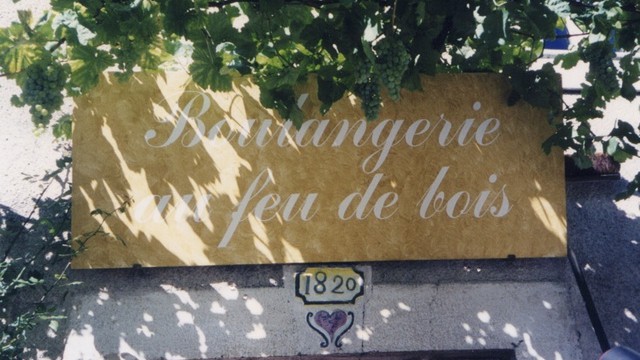 Boulangerie
au feu de bois
1820